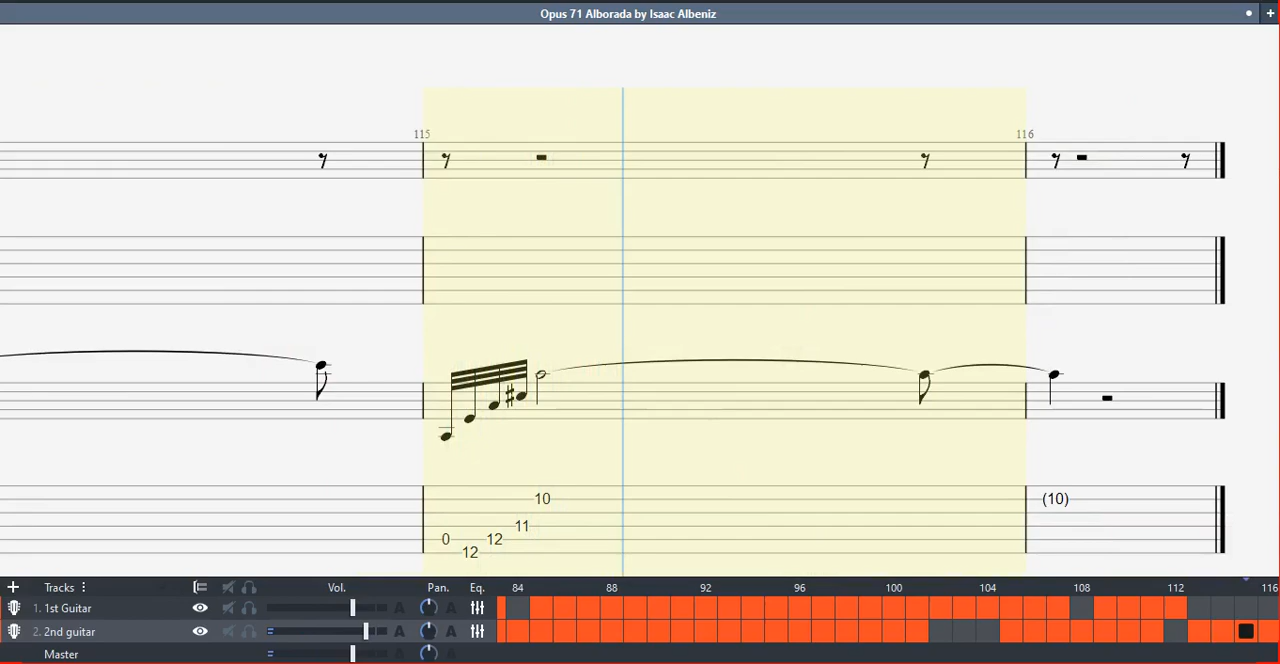 Opus 71 Alborada by Isaac Albeniz
115 116
10 (10)
11
0 12
12
Tracks Vol. Pan. Eq. 84 88 92 96 100 104 108 112 116
1. 1st Guitar A A
2. 2nd guitar A A
Master